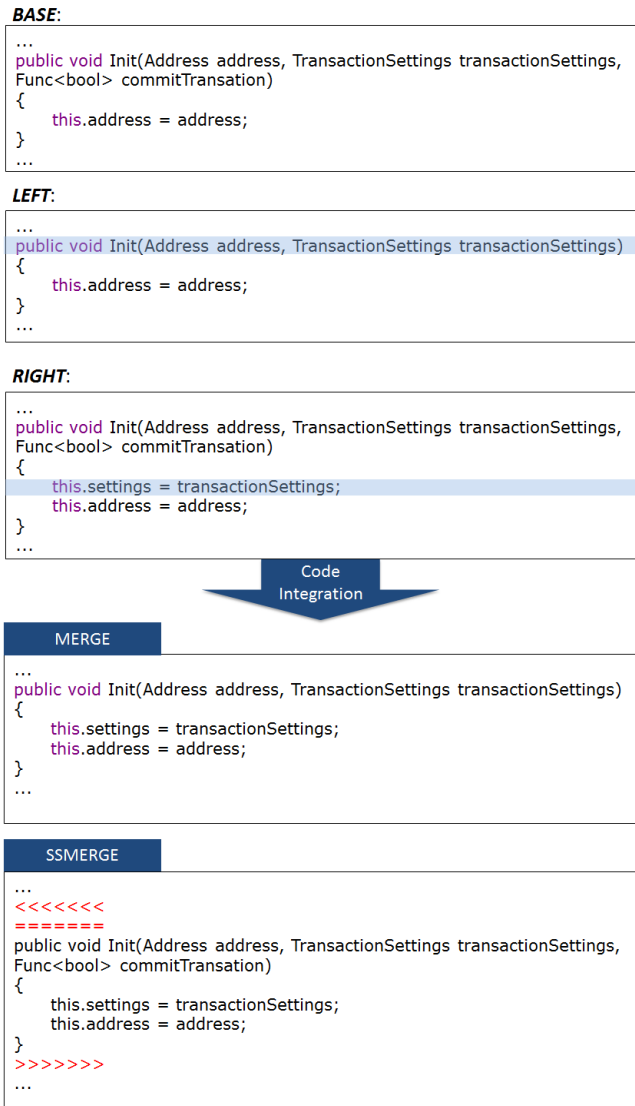 BASE:
...
public void Init(Address address, TransactionSettings transactionSettings,
Func<bool> commitTransation)
{
this.address = address;
}
...
LEFT:
...
public void Init(Address address, TransactionSettings transactionSettings)
{
this.address = address;
}
...
RIGHT:
...
public void Init(Address address, TransactionSettings transactionSettings,
Func<bool> commitTransation)
{
this.settings = transactionSettings;
this.address = address;
}
...
Code
Integration
MERGE
...
public void Init(Address address, TransactionSettings transactionSettings)
{
this.settings = transactionSettings;
this.address = address;
}
...
SSMERGE
...
<<<<<<<
=======
public void Init(Address address, TransactionSettings transactionSettings,
Func<bool> commitTransation)
{
this.settings = transactionSettings;
this.address = address;
}
>>>>>>>
...